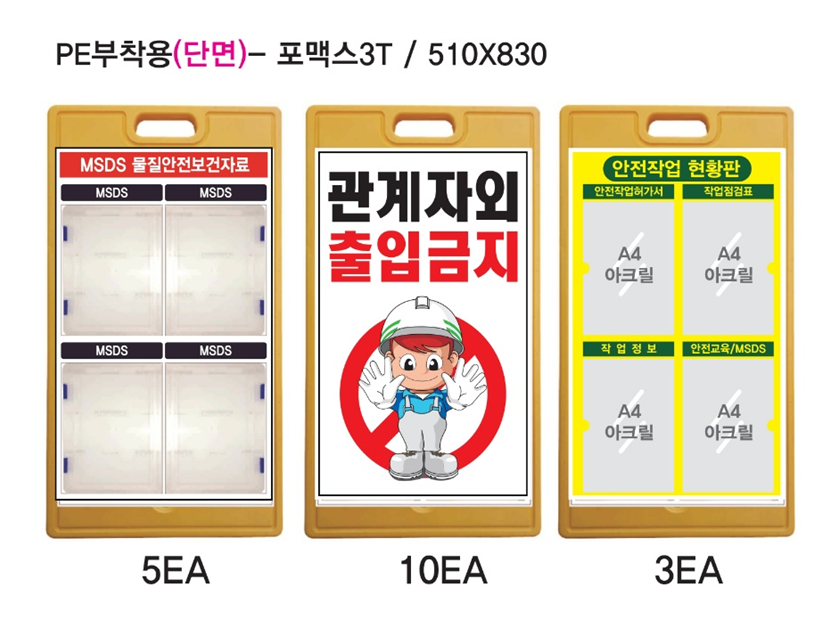 PE부착용(단면)- 포맥스3T / 510X830
MSDS 물질안전보건자료
MSDS MSDS
MSDS MSDS
5EA
관계자외
출입금지
10EA
안전작업 현황판
안전작업허가서 작업점검표
A4 A4
아크릴 아크릴
작 업 정 보 안전교육/MSDS
A4 A4
아크릴 아크릴
3EA